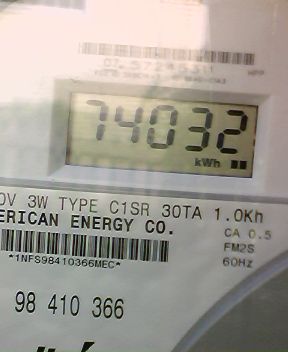 74032
kWh
0V 3W TYPE C1SR 30TA 1.0Kh
ERICAN ENERGY CO.
CA 0.5
FM2S
*1NFS98410366MEC*
60Hz
98 410 366